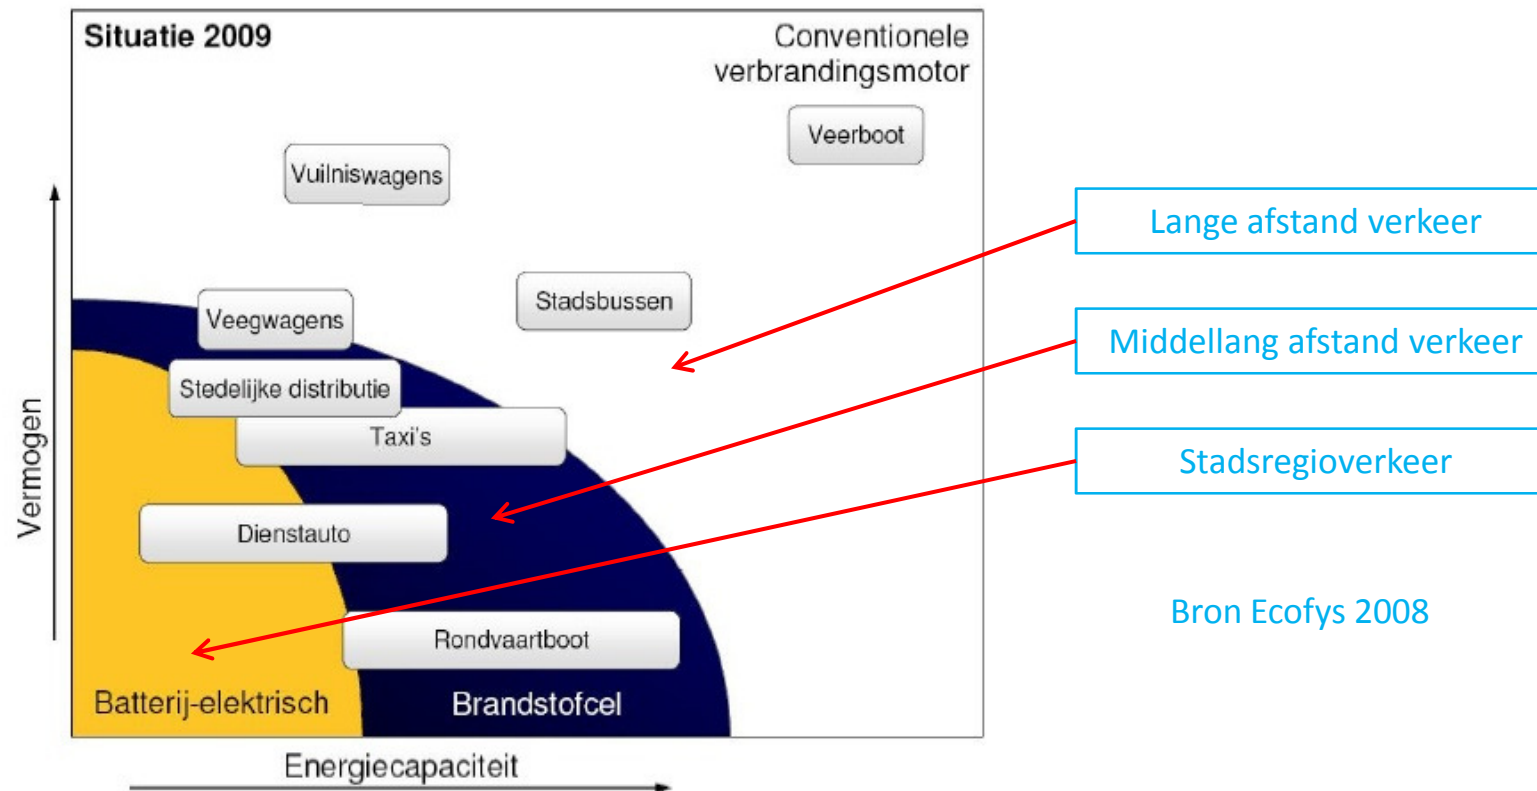 Situatie 2009
Conventionele
verbrandingsmotor
Veerboot
Vuilniswagens
Lange afstand verkeer
Stadsbussen
Veegwagens
Middellang afstand verkeer
Stedelijke distributie
Taxi's
Stadsregioverkeer
Vermogen
Dienstauto
Bron Ecofys 2008
Rondvaartboot
Batterij-elektrisch
Brandstofcel
Energiecapaciteit